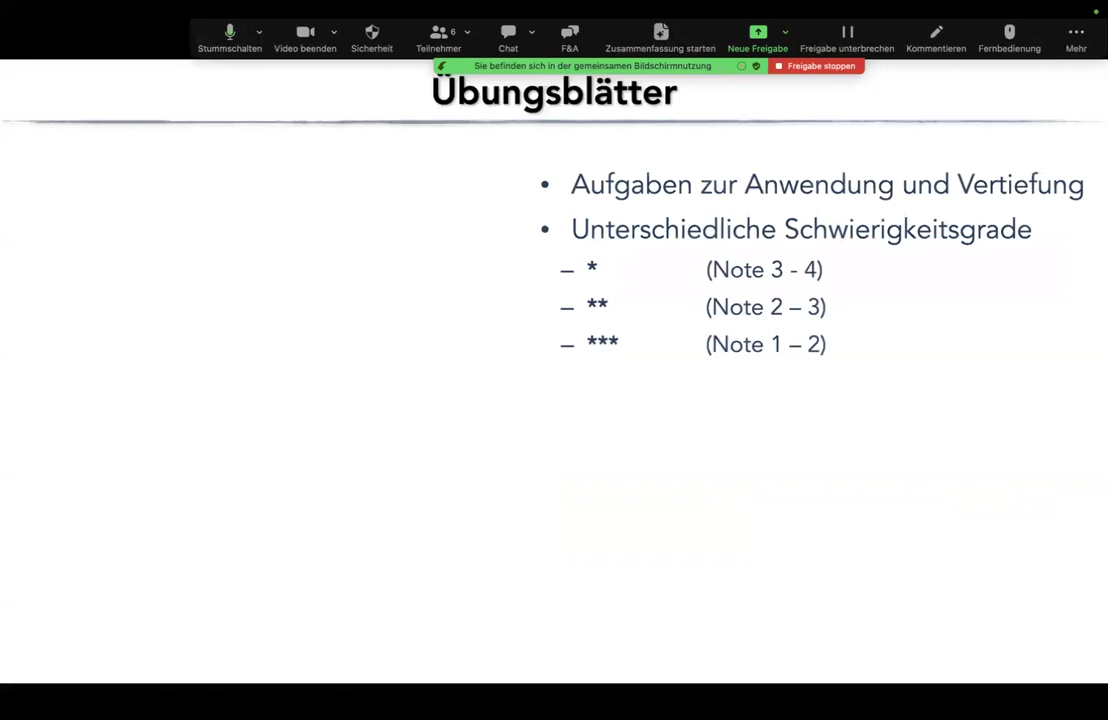 Stummschalten
Video beenden
Sicherheit
6
Teilnehmer
Chat
F&A
Zusammenfassung starten
Neue Freigabe
Freigabe unterbrechen
Kommentieren
Fernbedienung
Mehr
Sie befinden sich in der gemeinsamen Bildschirmnutzung
Freigabe stoppen
Übungsblätter
• Aufgaben zur Anwendung und Vertiefung
• Unterschiedliche Schwierigkeitsgrade
– * (Note 3 - 4)
– ** (Note 2 – 3)
– *** (Note 1 – 2)